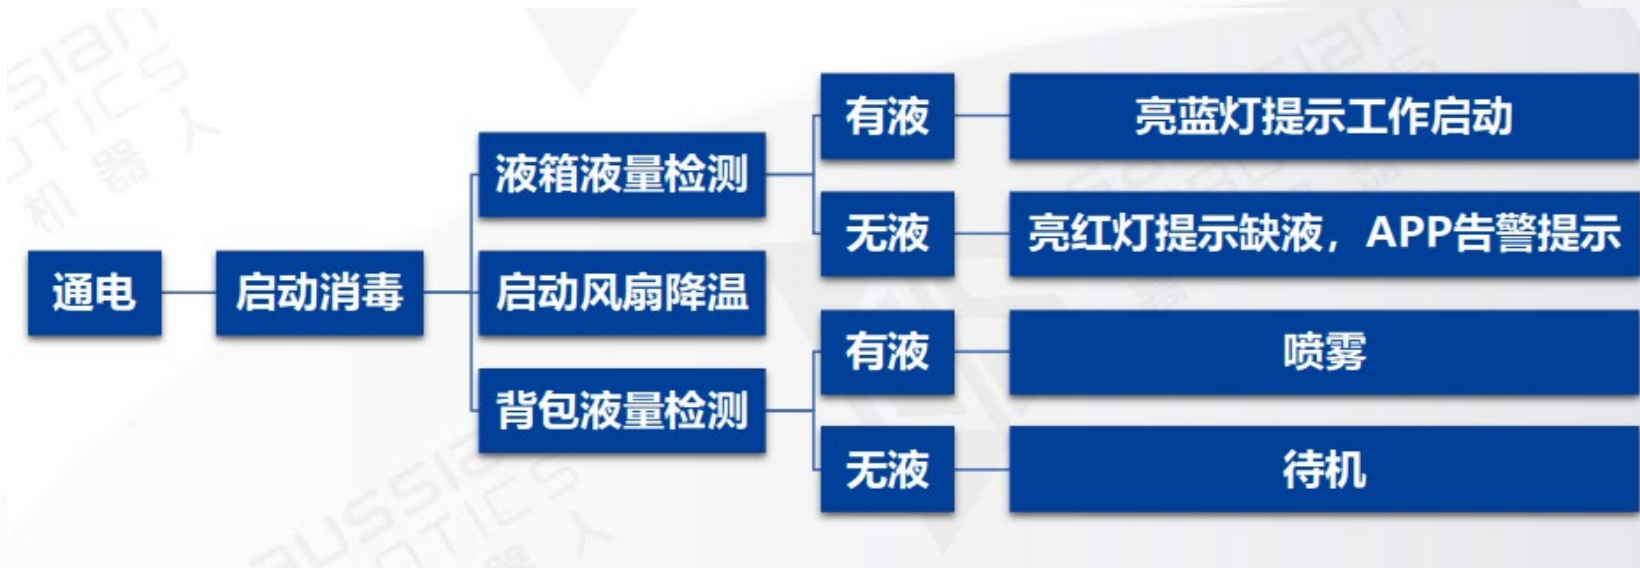 通电
启动消毒
液箱液量检测
有液
亮蓝灯提示工作启动
无液
亮红灯提示缺液，APP告警提示
启动风扇降温
背包液量检测
有液
喷雾
无液
待机
机器人